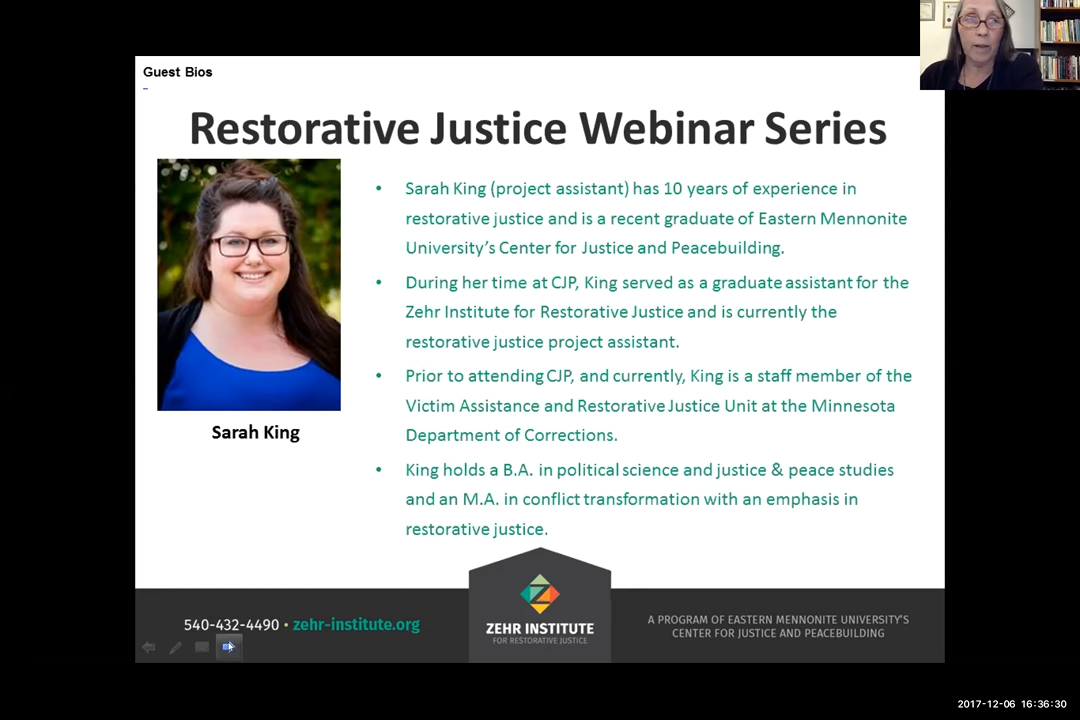 Guest Bios
Restorative Justice Webinar Series
• Sarah King (project assistant) has 10 years of experience in
restorative justice and is a recent graduate of Eastern Mennonite
University's Center for Justice and Peacebuilding.
• During her time at CJP, King served as a graduate assistant for the
Zehr Institute for Restorative Justice and is currently the
restorative justice project assistant.
• Prior to attending CJP, and currently, King is a staff member of the
Victim Assistance and Restorative Justice Unit at the Minnesota
Department of Corrections.
• King holds a B.A. in political science and justice & peace studies
and an M.A. in conflict transformation with an emphasis in
restorative justice.
Sarah King
540-432-4490 • zehr-institute.org
ZEHR INSTITUTE
FOR RESTORATIVE JUSTICE
A PROGRAM OF EASTERN MENNONITE UNIVERSITY'S
CENTER FOR JUSTICE AND PEACEBUILDING
2017-12-06 16:36:30